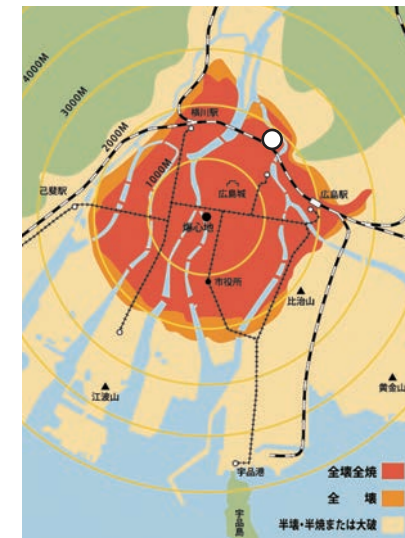 4000M
3000M
2000M
1000M
横川駅
己斐駅
広島城
広島駅
爆心地
市役所
比治山
江波山
黄金山
宇品港
宇品島
全壊全焼
全　壊
半壊・半焼または大破